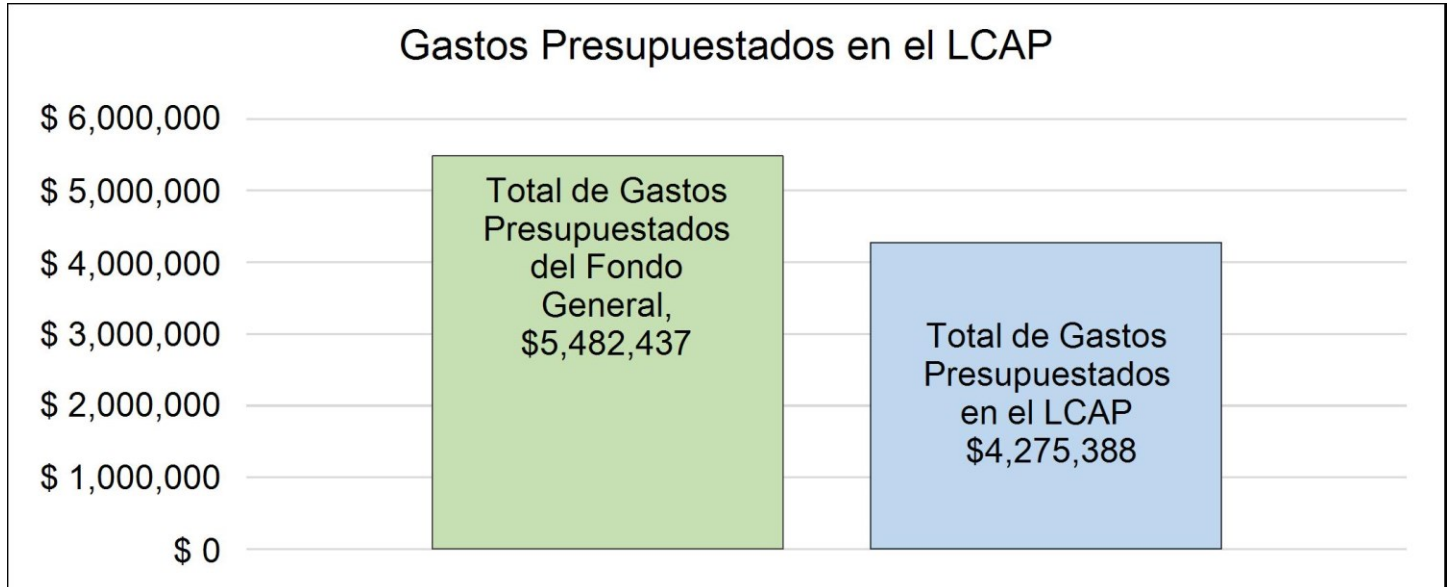 Gastos Presupuestados en el LCAP
$ 6,000,000
$ 5,000,000
$ 4,000,000
$ 3,000,000
$ 2,000,000
$ 1,000,000
$ 0
Total de Gastos
Presupuestados
del Fondo
General,
$5,482,437
Total de Gastos
Presupuestados
en el LCAP
$4,275,388